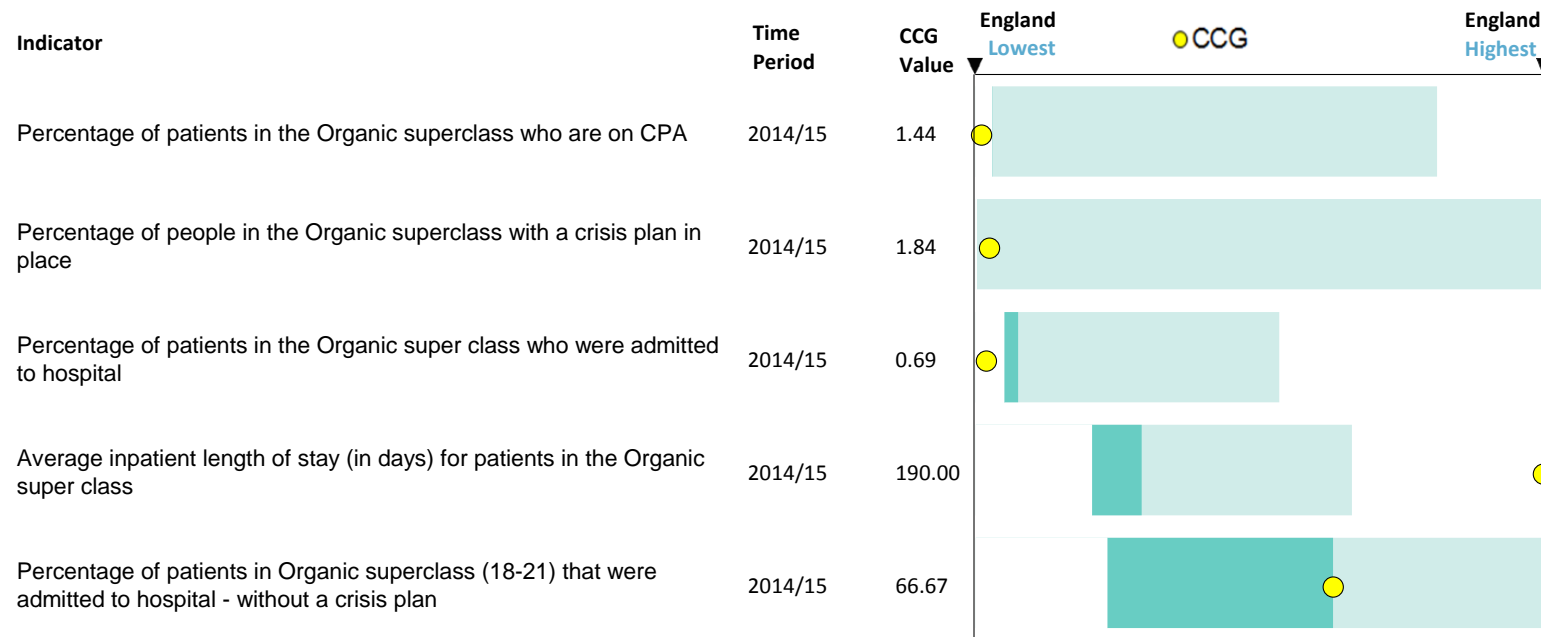 Indicator
Time
Period
CCG
Value
England
Lowest
CCG
England
Highest
Percentage of patients in the Organic superclass who are on CPA
2014/15
1.44
Percentage of people in the Organic superclass with a crisis plan in
place
2014/15
1.84
Percentage of patients in the Organic super class who were admitted
to hospital
2014/15
0.69
Average inpatient length of stay (in days) for patients in the Organic
super class
2014/15
190.00
Percentage of patients in Organic superclass (18-21) that were
admitted to hospital - without a crisis plan
2014/15
66.67